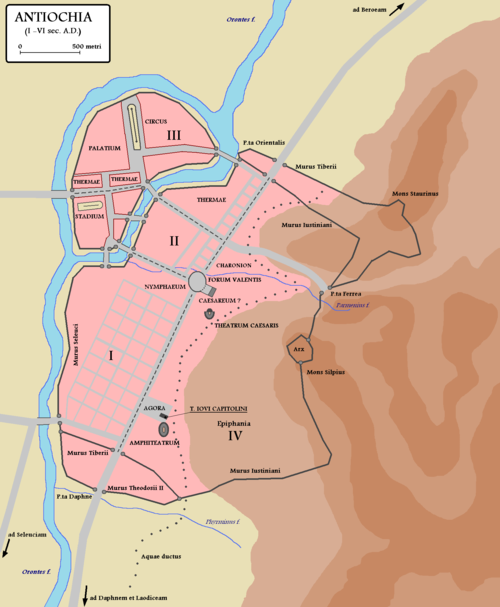 ANTIOCHIA
(I -VI sec. A.D.)
0 500 metri
Orontes f.
ad Beroeam
CIRCUS
III
PALATIUM
P.ta Orientalis
Murus Tiberii
THERMAE
THERMAE
Mons Staurinus
THERMAE
STADIUM
Murus Iustiniani
II
CHARONION
FORUM VALENTIS
NYMPHAEUM
P.ta Ferrea
CAESAREUM ?
Parmenius f.
THEATRUM CAESARIS
Murus Seleuci
Arx
I
Mons Silpius
AGORA
T. IOVI CAPITOLINI
Epiphania
IV
AMPHITEATRUM
Murus Tiberii
Murus Iustiniani
Murus Theodosii II
P.ta Daphne
ad Seleuciam
Aquae ductus
Orontes f.
ad Daphnem et Laodiceam